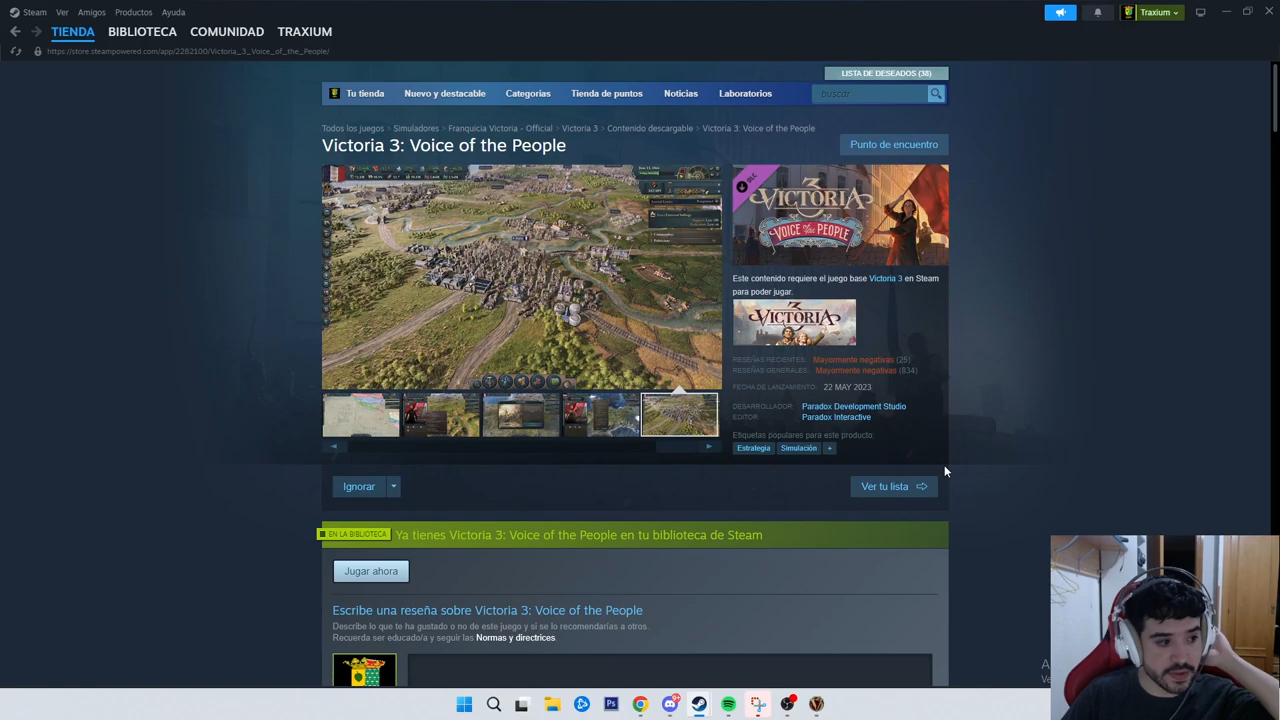 Steam Ver Amigos Productos Ayuda
Traxium
TIENDA BIBLIOTECA COMUNIDAD TRAXIUM
https://store.steampowered.com/app/2282100/Victoria_3_Voice_of_the_People/
LISTA DE DESEADOS (38)
Tu tienda Nuevo y destacable Categorías Tienda de puntos Noticias Laboratorios buscar
Todos los juegos > Simuladores > Franquicia Victoria - Official > Victoria 3 > Contenido descargable > Victoria 3: Voice of the People
Victoria 3: Voice of the People
Punto de encuentro
DLC
VICTORIA 3
VOICE OF THE PEOPLE
Este contenido requiere el juego base Victoria 3 en Steam
para poder jugar.
VICTORIA 3
RESEÑAS RECIENTES: Mayormente negativas (25)
RESEÑAS GENERALES: Mayormente negativas (834)
FECHA DE LANZAMIENTO: 22 MAY 2023
DESARROLLADOR: Paradox Development Studio
EDITOR: Paradox Interactive
Etiquetas populares para este producto:
Estrategia Simulación +
Ignorar
Ver tu lista
EN LA BIBLIOTECA Ya tienes Victoria 3: Voice of the People en tu biblioteca de Steam
Jugar ahora
Escribe una reseña sobre Victoria 3: Voice of the People
Describe lo que te ha gustado o no de este juego y si se lo recomendarías a otros.
Recuerda ser educado/a y seguir las Normas y directrices.
9+